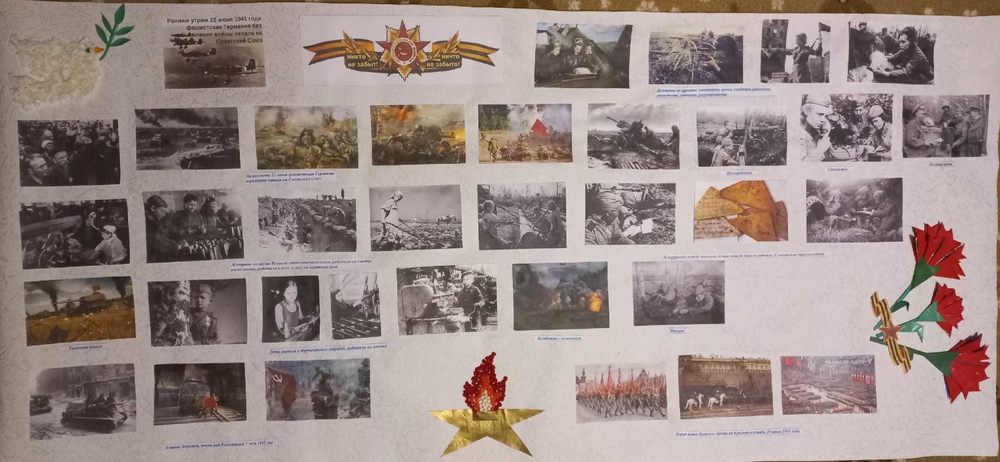 Ранним утром 22 июня 1941 года
фашистская Германия без
вления войны напала на
Советский Союз
НИКТО
НЕ ЗАБЫТ!
ОТЕЧЕСТВЕННАЯ ВОЙНА
НИЧТО
НЕ ЗАБЫТО!
Женщины на фронте: санитарки, врачи, снайперы, радистки,
разведчицы, летчицы, регулировщицы
На рассвете 22 июня фашистская Германия
вероломно напала на Советский Союз
Пулеметчики
Связисты
Полевая кухня
Женщины во время Великой отечественной войны работали на заводах,
рыли окопы, работали в поле, в лесу на заготовке дров
В перерывах между атаками бойцы пишут письма родным. Солдатские треугольники
Танковая атака
Дети воевали в партизанских отрядах, работали на заводах
Бомбежка с самолетов
Минеры
Взятие Берлина, знамя над Рейхстагом 1 мая 1945 год
Парад войск Красной Армии на Красной площади 24 июня 1945 года